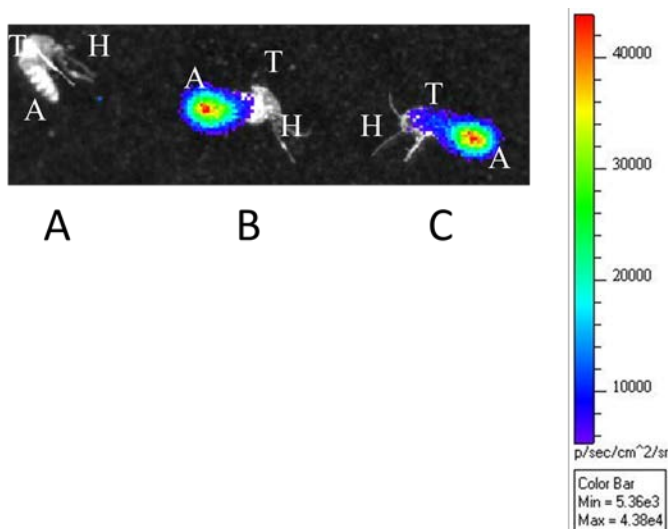 T H
A
A T
H
H T
A
A B C
40000
30000
20000
10000
p/sec/cm^2/sr
Color Bar
Min = 5.36e3
Max = 4.38e4